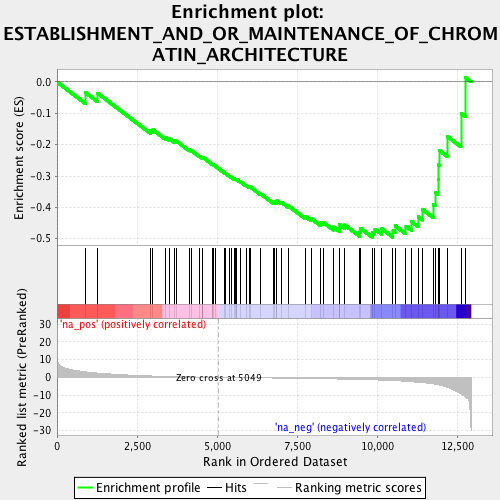 Enrichment plot:
ESTABLISHMENT_AND_OR_MAINTENANCE_OF_CHROM
ATIN_ARCHITECTURE
Enrichment score (ES)
0.0
-0.1
-0.2
-0.3
-0.4
-0.5
'na_pos' (positively correlated)
Ranked list metric (PreRanked)
30
20
10
0
-10
-20
-30
Zero cross at 5049
'na_neg' (negatively correlated)
0
2,500
5,000
7,500
10,000
12,500
Rank in Ordered Dataset
Enrichment profile
Hits
Ranking metric scores